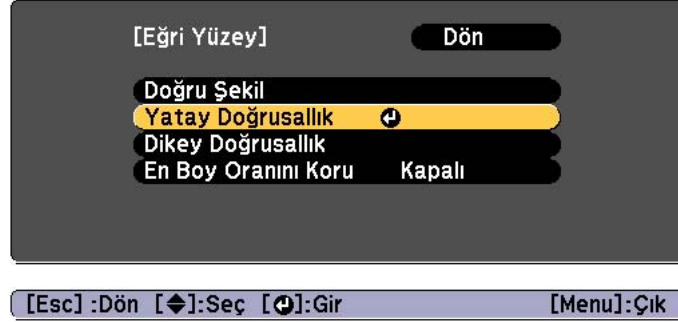 [Eğri Yüzey] Dön
Doğru Şekil
Yatay Doğrusallık
Dikey Doğrusallık
En Boy Oranını Koru Kapalı
[Esc] :Dön [◆]:Seç [↵]:Gir [Menu]:Çık